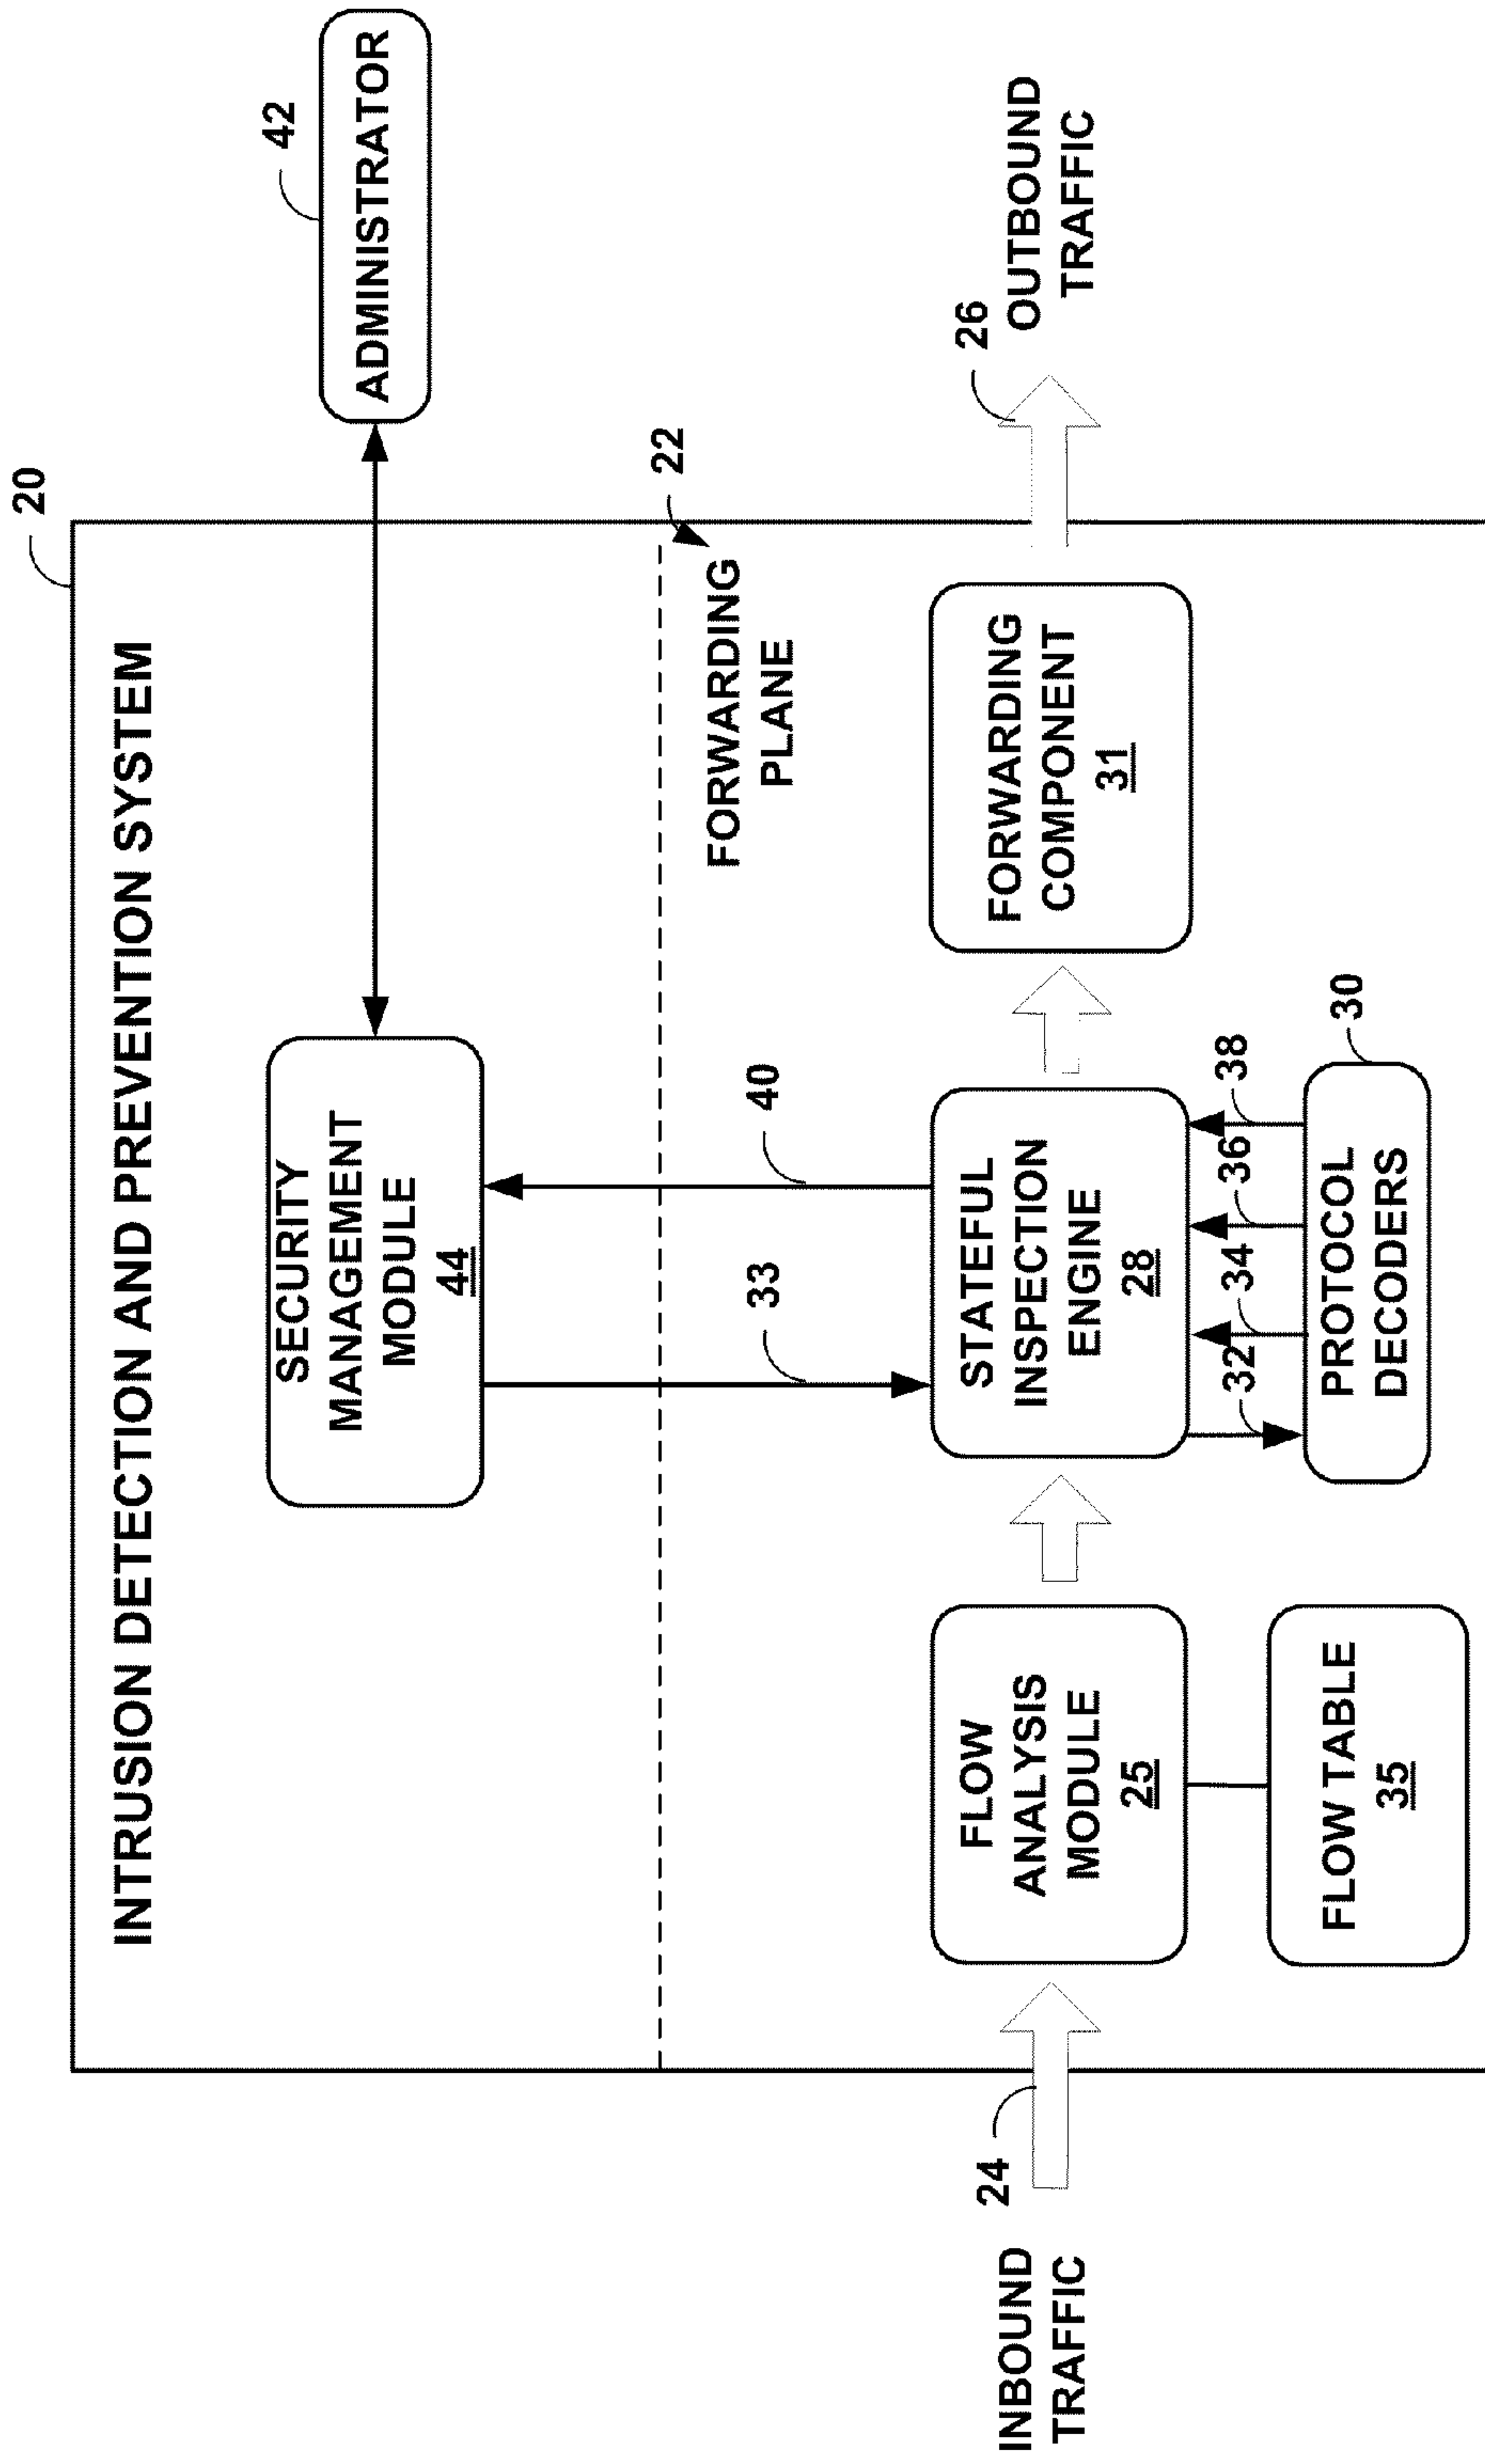 20
INTRUSION DETECTION AND PREVENTION SYSTEM
42
ADMINISTRATOR
SECURITY
MANAGEMENT
MODULE
44
22
FORWARDING
PLANE
33
40
INBOUND
TRAFFIC
24
FLOW
ANALYSIS
MODULE
25
STATEFUL
INSPECTION
ENGINE
28
FORWARDING
COMPONENT
31
26
OUTBOUND
TRAFFIC
32
34
36
38
30
FLOW TABLE
35
PROTOCOL
DECODERS